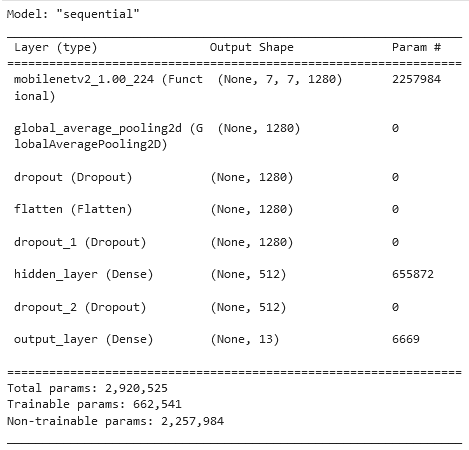 Model: "sequential"
Layer (type) Output Shape Param #
mobilenetv2_1.00_224 (Funct (None, 7, 7, 1280) 2257984
ional)
global_average_pooling2d (G (None, 1280) 0
lobalAveragePooling2D)
dropout (Dropout) (None, 1280) 0
flatten (Flatten) (None, 1280) 0
dropout_1 (Dropout) (None, 1280) 0
hidden_layer (Dense) (None, 512) 655872
dropout_2 (Dropout) (None, 512) 0
output_layer (Dense) (None, 13) 6669
Total params: 2,920,525
Trainable params: 662,541
Non-trainable params: 2,257,984